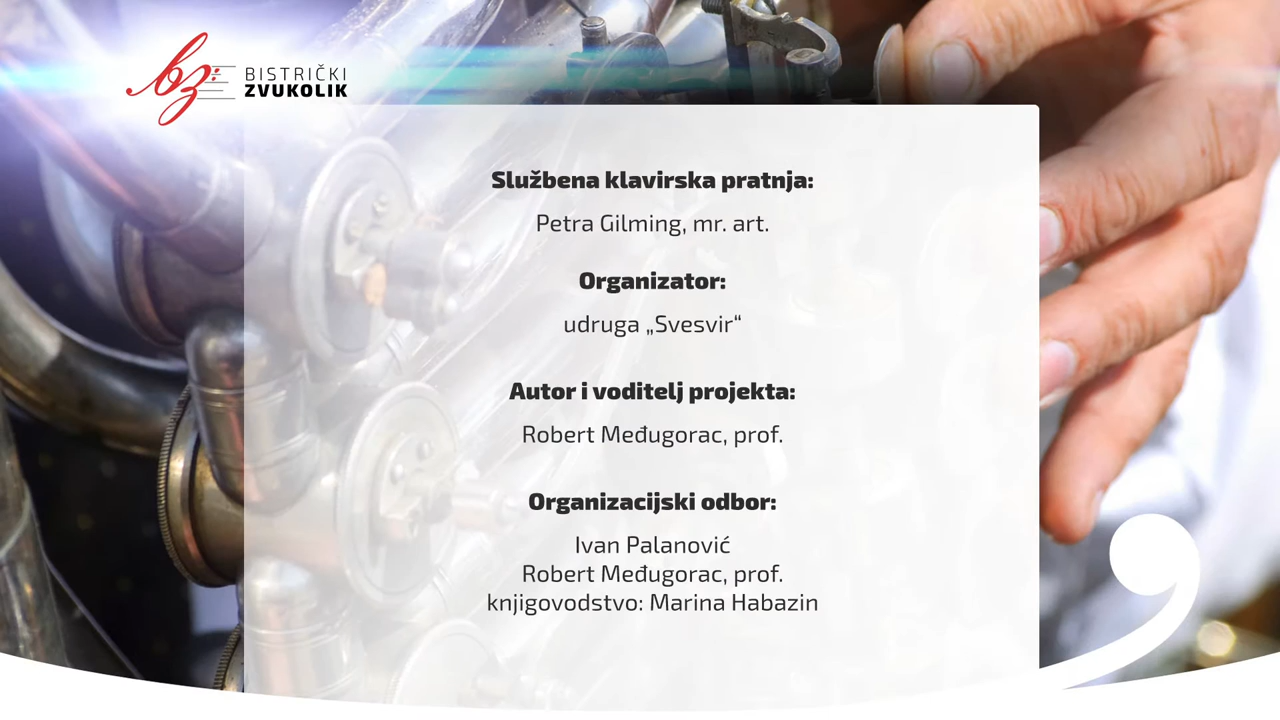 bz:
BISTRIČKI
ZVUKOLIK
Službena klavirska pratnja:
Petra Gilming, mr. art.
Organizator:
udruga „Svesvir“
Autor i voditelj projekta:
Robert Međugorac, prof.
Organizacijski odbor:
Ivan Palanović
Robert Međugorac, prof.
knjigovodstvo: Marina Habazin